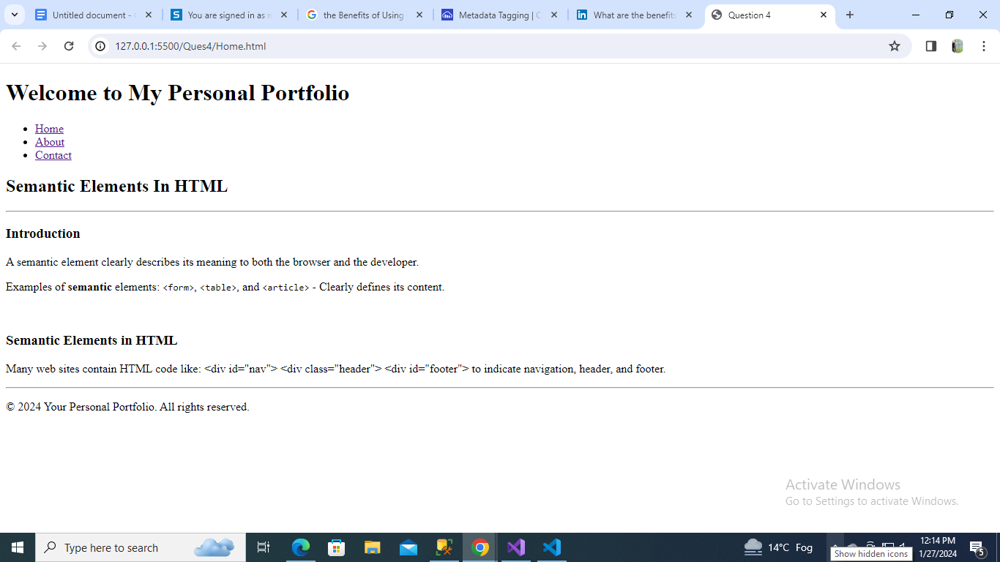 Untitled document -
You are signed in as
the Benefits of Using
Metadata Tagging |
What are the benefits
Question 4
127.0.0.1:5500/Ques4/Home.html
Welcome to My Personal Portfolio
Home
About
Contact
Semantic Elements In HTML
Introduction
A semantic element clearly describes its meaning to both the browser and the developer.
Examples of semantic elements: <form>, <table>, and <article> - Clearly defines its content.
Semantic Elements in HTML
Many web sites contain HTML code like: <div id="nav"> <div class="header"> <div id="footer"> to indicate navigation, header, and footer.
© 2024 Your Personal Portfolio. All rights reserved.
Activate Windows
Go to Settings to activate Windows.
Type here to search
14°C Fog
12:14 PM
1/27/2024
5
Show hidden icons